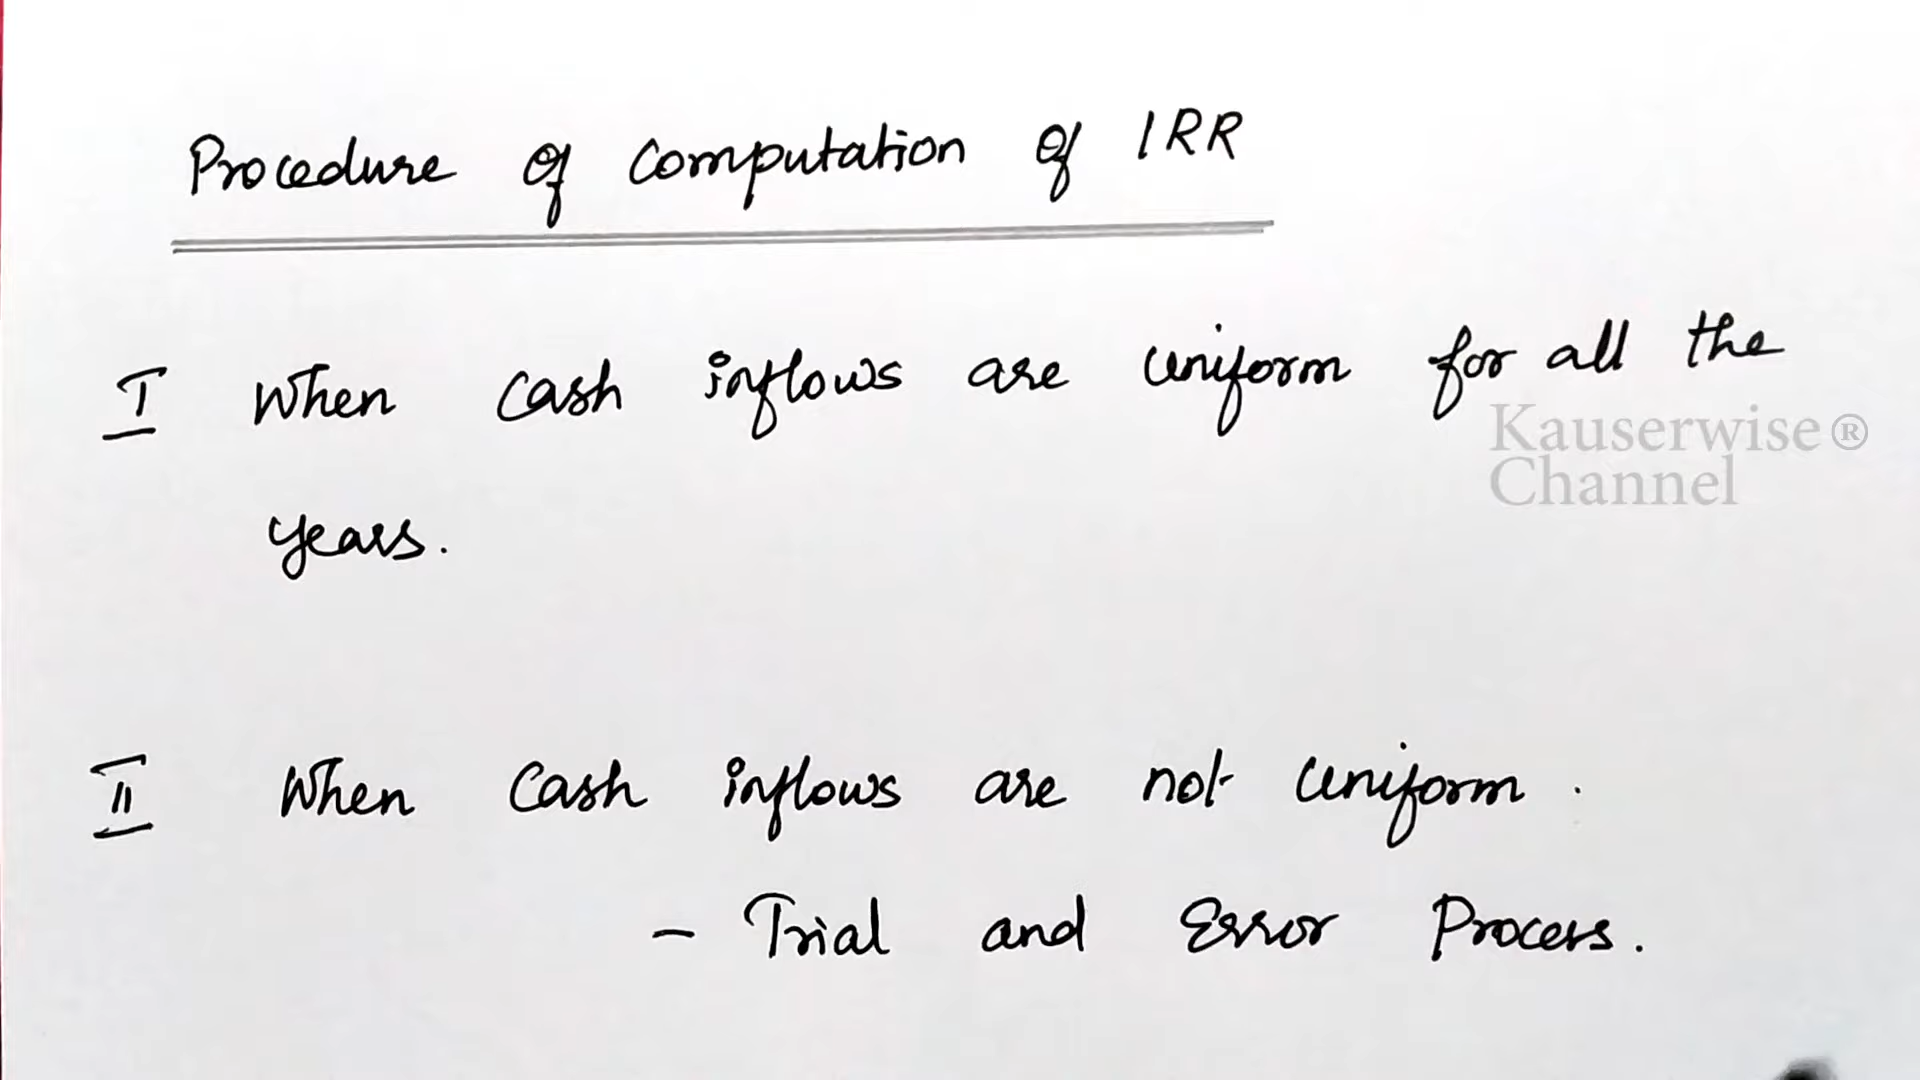 Procedure of Computation of IRR
I When Cash inflows are uniform for all the
Kauserwise®
Channel
years.
II When Cash inflows are not uniform.
- Trial and Error Process.